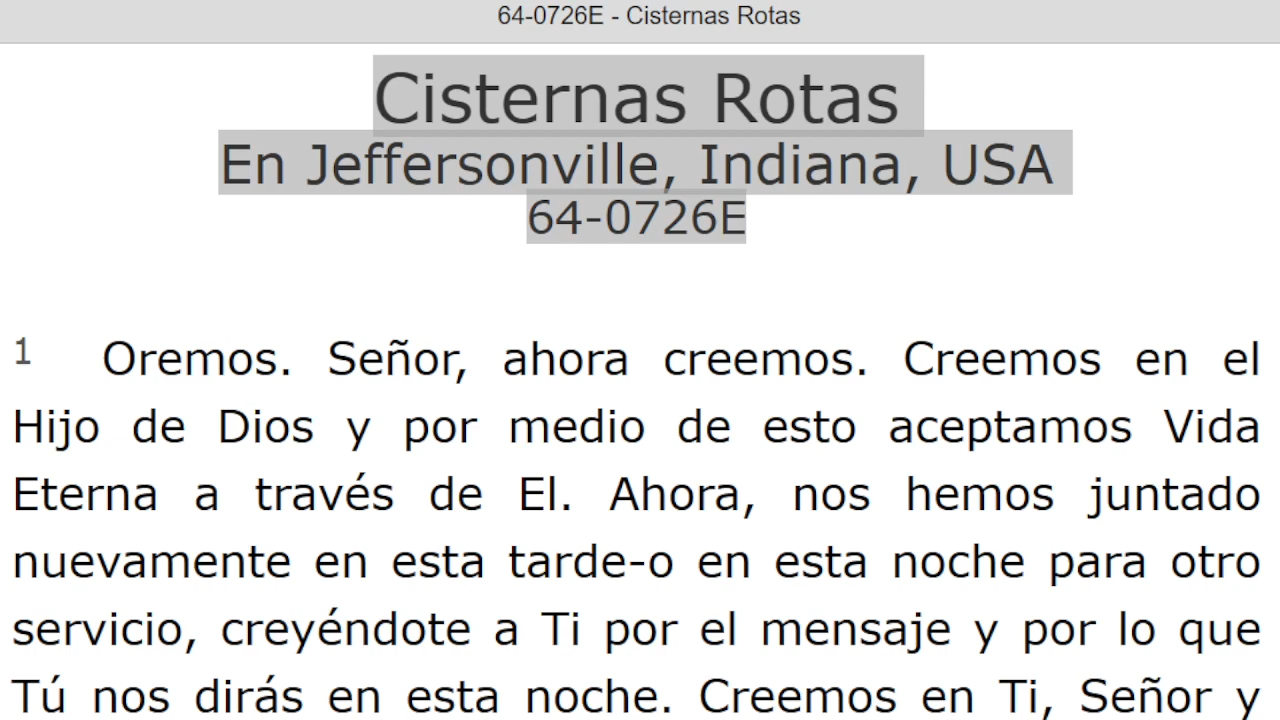 64-0726E - Cisternas Rotas
Cisternas Rotas
En Jeffersonville, Indiana, USA
64-0726E
1 Oremos. Señor, ahora creemos. Creemos en el
Hijo de Dios y por medio de esto aceptamos Vida
Eterna a través de El. Ahora, nos hemos juntado
nuevamente en esta tarde-o en esta noche para otro
servicio, creyéndote a Ti por el mensaje y por lo que
Tú nos dirás en esta noche. Creemos en Ti, Señor y